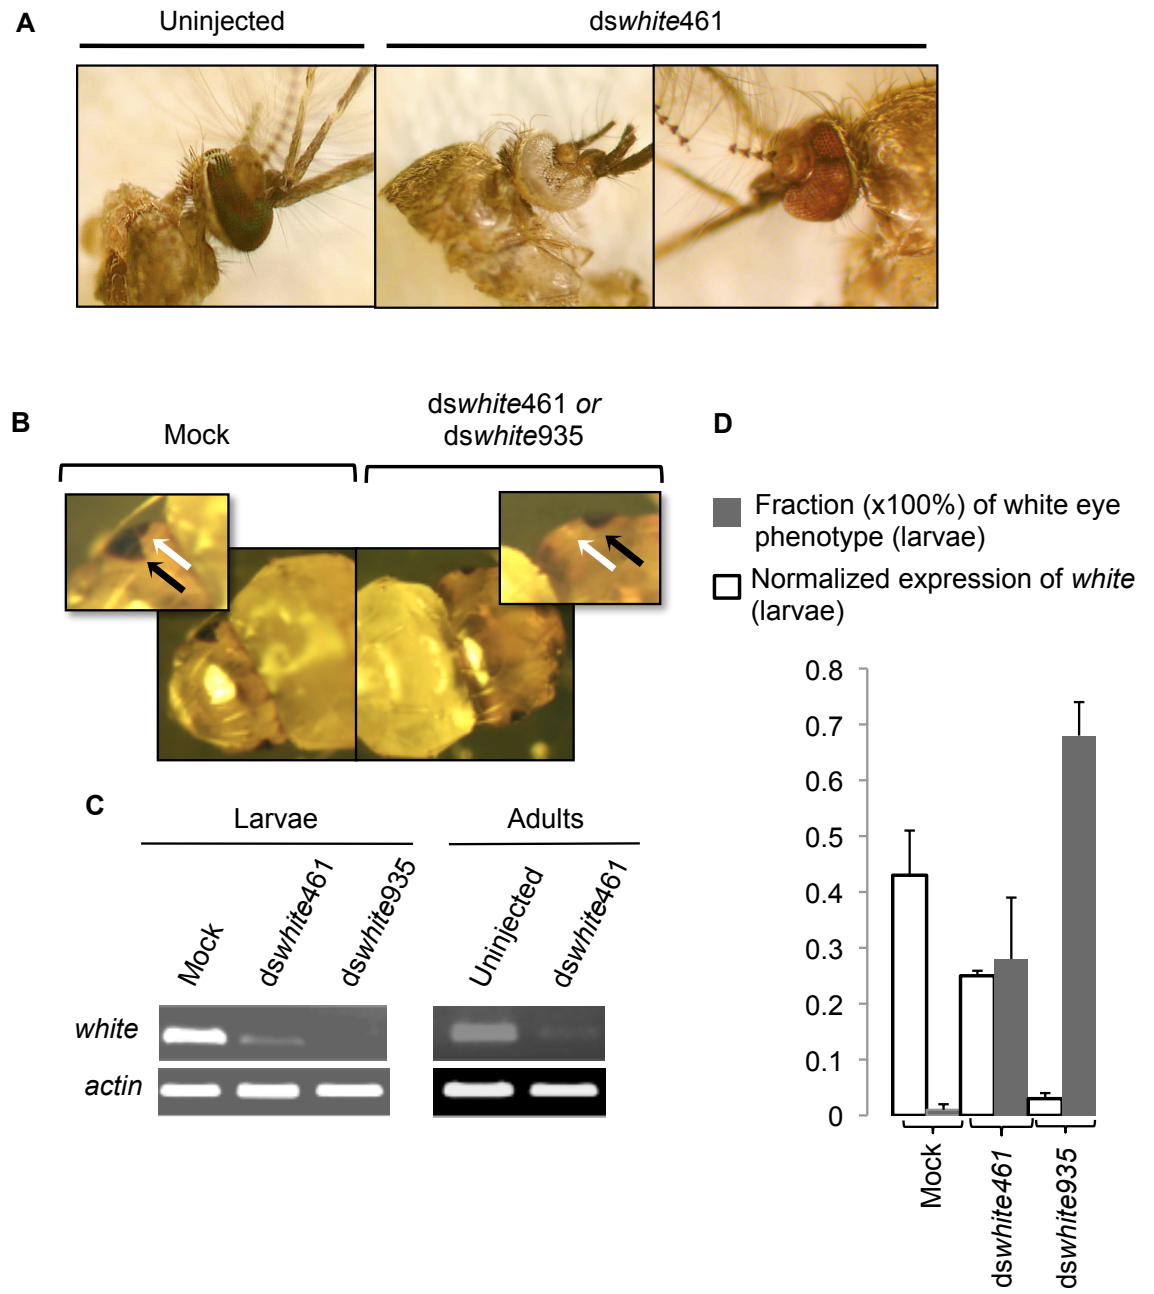 A
Uninjected
dswhite461
B
Mock
dswhite461 or
dswhite935
C
Larvae
Adults
Mock
dswhite461
dswhite935
Uninjected
dswhite461
white
actin
D
Fraction (x100%) of white eye
phenotype (larvae)
Normalized expression of white
(larvae)
0.8
0.7
0.6
0.5
0.4
0.3
0.2
0.1
0
Mock
dswhite461
dswhite935